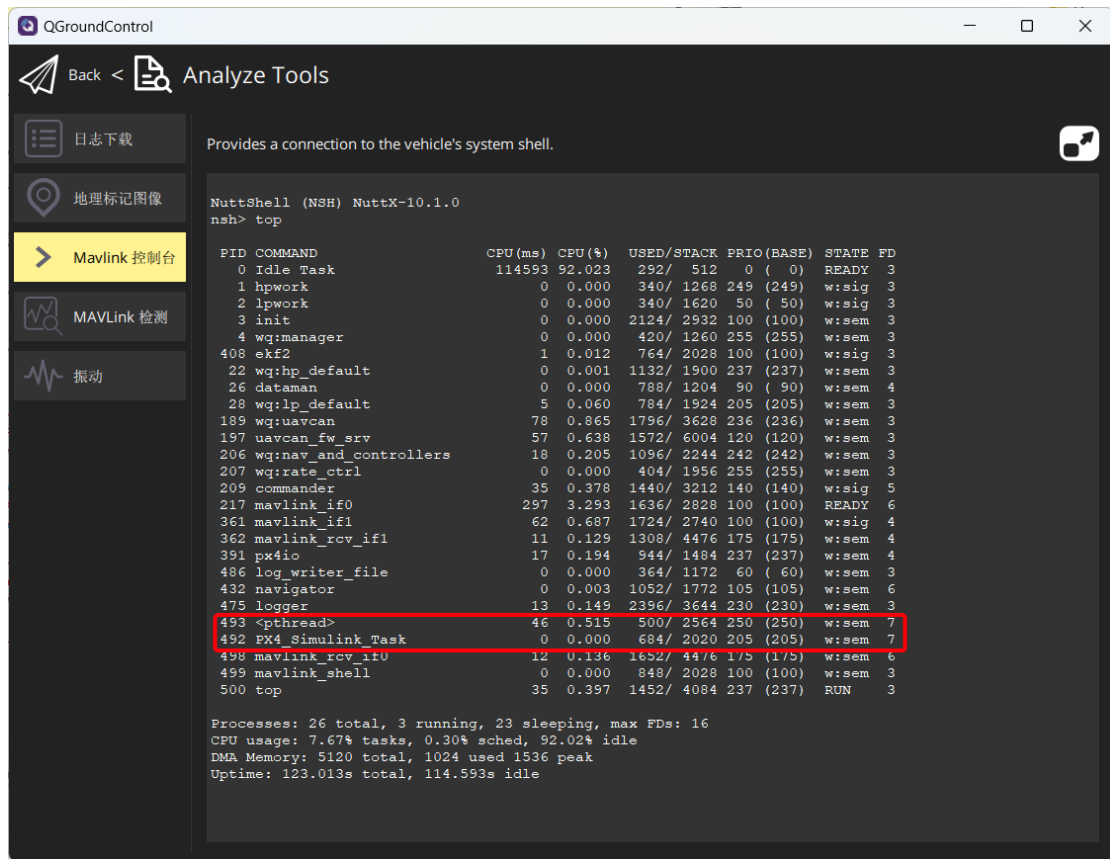 QGroundControl
Back < Analyze Tools
日志下载
地理标记图像
Mavlink 控制台
MAVLink 检测
振动
Provides a connection to the vehicle's system shell.
NuttShell (NSH) NuttX-10.1.0
nsh> top
PID COMMAND CPU(ms) CPU(%) USED/STACK PRIO(BASE) STATE FD
0 Idle Task 114593 92.023 292/ 512 0 ( 0) READY 3
1 hpwork 0 0.000 340/ 1268 249 (249) w:sig 3
2 lpwork 0 0.000 340/ 1620 50 ( 50) w:sig 3
3 init 0 0.000 2124/ 2932 100 (100) w:sem 3
4 wq:manager 0 0.000 420/ 1260 255 (255) w:sem 3
408 ekf2 1 0.012 764/ 2028 100 (100) w:sig 3
22 wq:hp_default 0 0.001 1132/ 1900 237 (237) w:sem 3
26 dataman 0 0.000 788/ 1204 90 ( 90) w:sem 4
28 wq:lp_default 5 0.060 784/ 1924 205 (205) w:sem 3
189 wq:uavcan 78 0.865 1796/ 3628 236 (236) w:sem 3
197 uavcan_fw_srv 57 0.638 1572/ 6004 120 (120) w:sem 3
206 wq:nav_and_controllers 18 0.205 1096/ 2244 242 (242) w:sem 3
207 wq:rate_ctrl 0 0.000 404/ 1956 255 (255) w:sem 3
209 commander 35 0.378 1440/ 3212 140 (140) w:sig 5
217 mavlink_if0 297 3.293 1636/ 2828 100 (100) READY 6
361 mavlink_if1 62 0.687 1724/ 2740 100 (100) w:sig 4
362 mavlink_rcv_if1 11 0.129 1308/ 4476 175 (175) w:sem 4
391 px4io 17 0.194 944/ 1484 237 (237) w:sem 4
486 log_writer_file 0 0.000 364/ 1172 60 ( 60) w:sem 3
432 navigator 0 0.003 1052/ 1772 105 (105) w:sem 6
475 logger 13 0.149 2396/ 3644 230 (230) w:sem 3
493 <pthread> 46 0.515 500/ 2564 250 (250) w:sem 7
492 PX4_Simulink_Task 0 0.000 684/ 2020 205 (205) w:sem 7
498 mavlink_rcv_if0 12 0.136 1652/ 4476 175 (175) w:sem 6
499 mavlink_shell 0 0.000 848/ 2028 100 (100) w:sem 3
500 top 35 0.397 1452/ 4084 237 (237) RUN 3
Processes: 26 total, 3 running, 23 sleeping, max FDs: 16
CPU usage: 7.67% tasks, 0.30% sched, 92.02% idle
DMA Memory: 5120 total, 1024 used 1536 peak
Uptime: 123.013s total, 114.593s idle